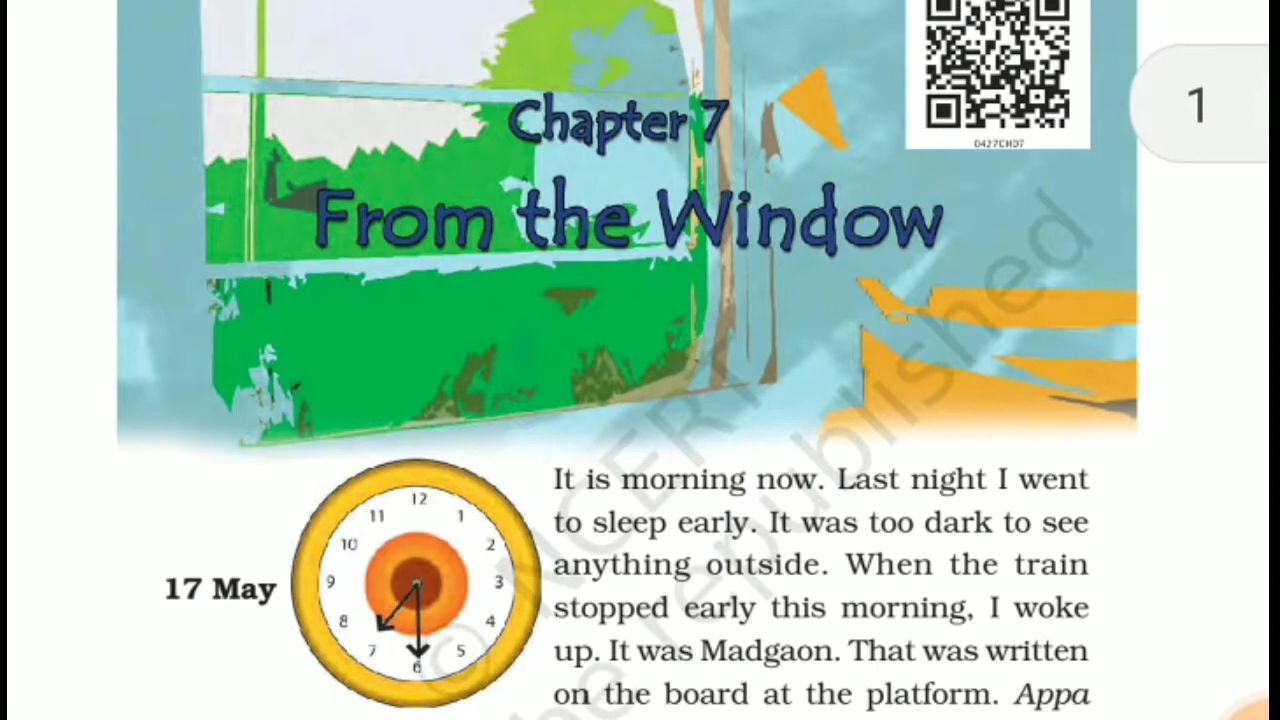 0427CH07
1
Chapter 7
From the Window
17 May
12
11
1
10
2
9
3
8
4
7
5
6
It is morning now. Last night I went
to sleep early. It was too dark to see
anything outside. When the train
stopped early this morning, I woke
up. It was Madgaon. That was written
on the board at the platform. Appa
© NCERT
republished